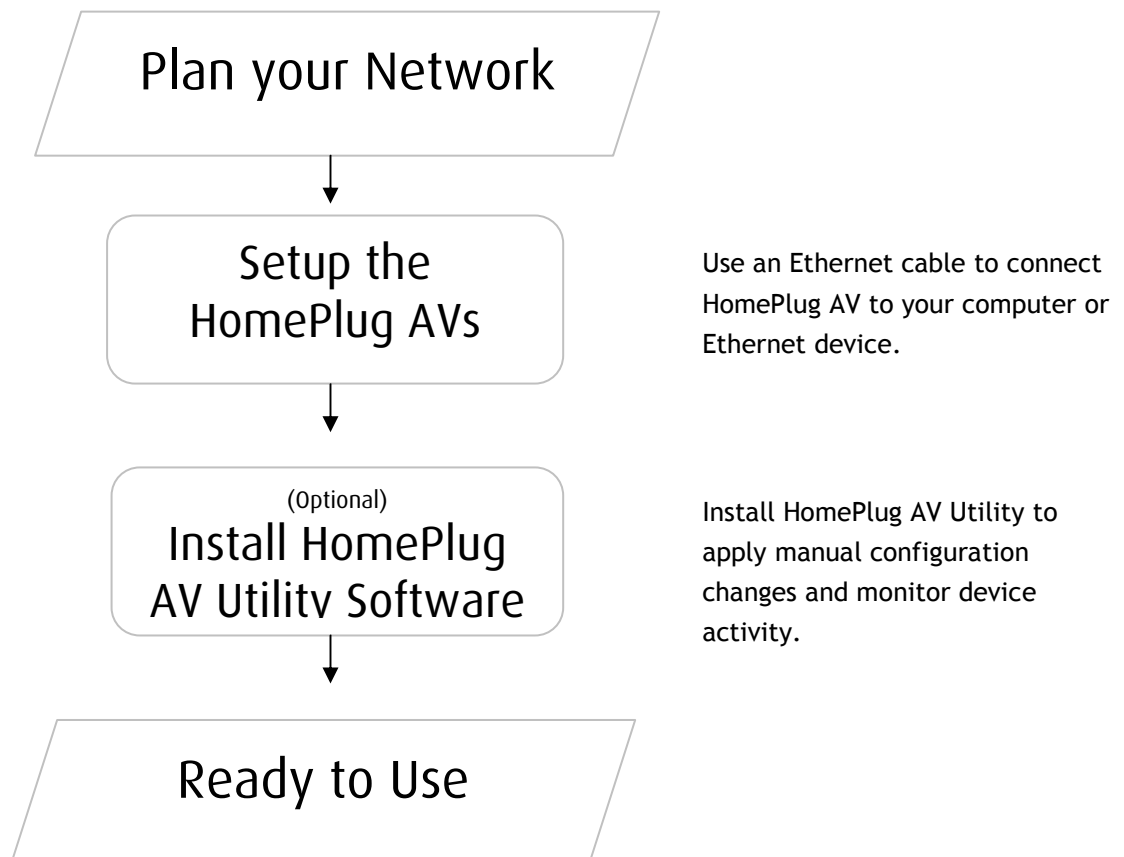 Plan your Network
Setup the
HomePlug AVs
Use an Ethernet cable to connect
HomePlug AV to your computer or
Ethernet device.
(Optional)
Install HomePlug
AV Utility Software
Install HomePlug AV Utility to
apply manual configuration
changes and monitor device
activity.
Ready to Use